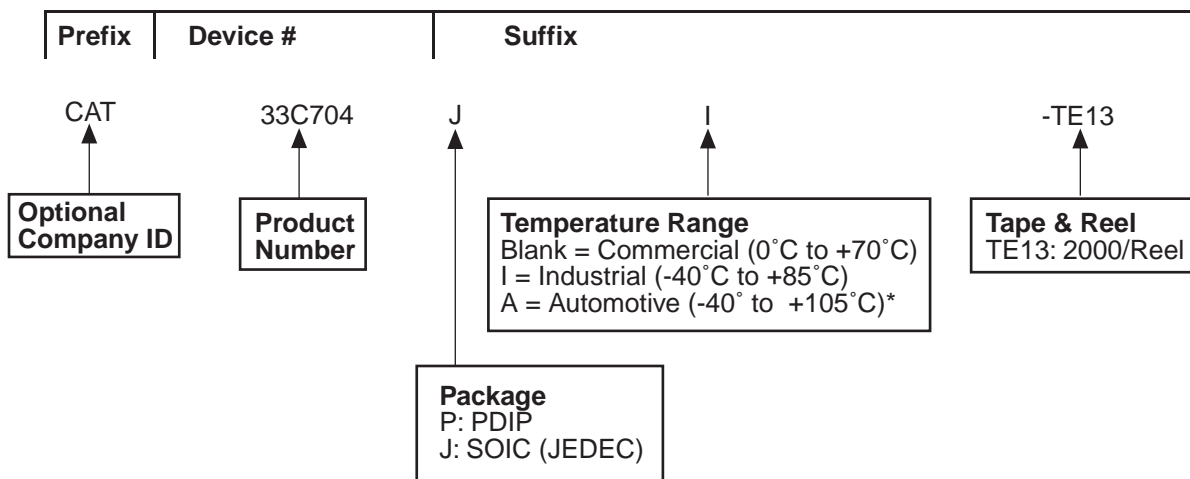 Prefix Device # Suffix
CAT 33C704 J I -TE13
Optional
Company ID
Product
Number
Temperature Range
Blank = Commercial (0˚C to +70˚C)
I = Industrial (-40˚C to +85˚C)
A = Automotive (-40˚ to +105˚C)*
Tape & Reel
TE13: 2000/Reel
Package
P: PDIP
J: SOIC (JEDEC)